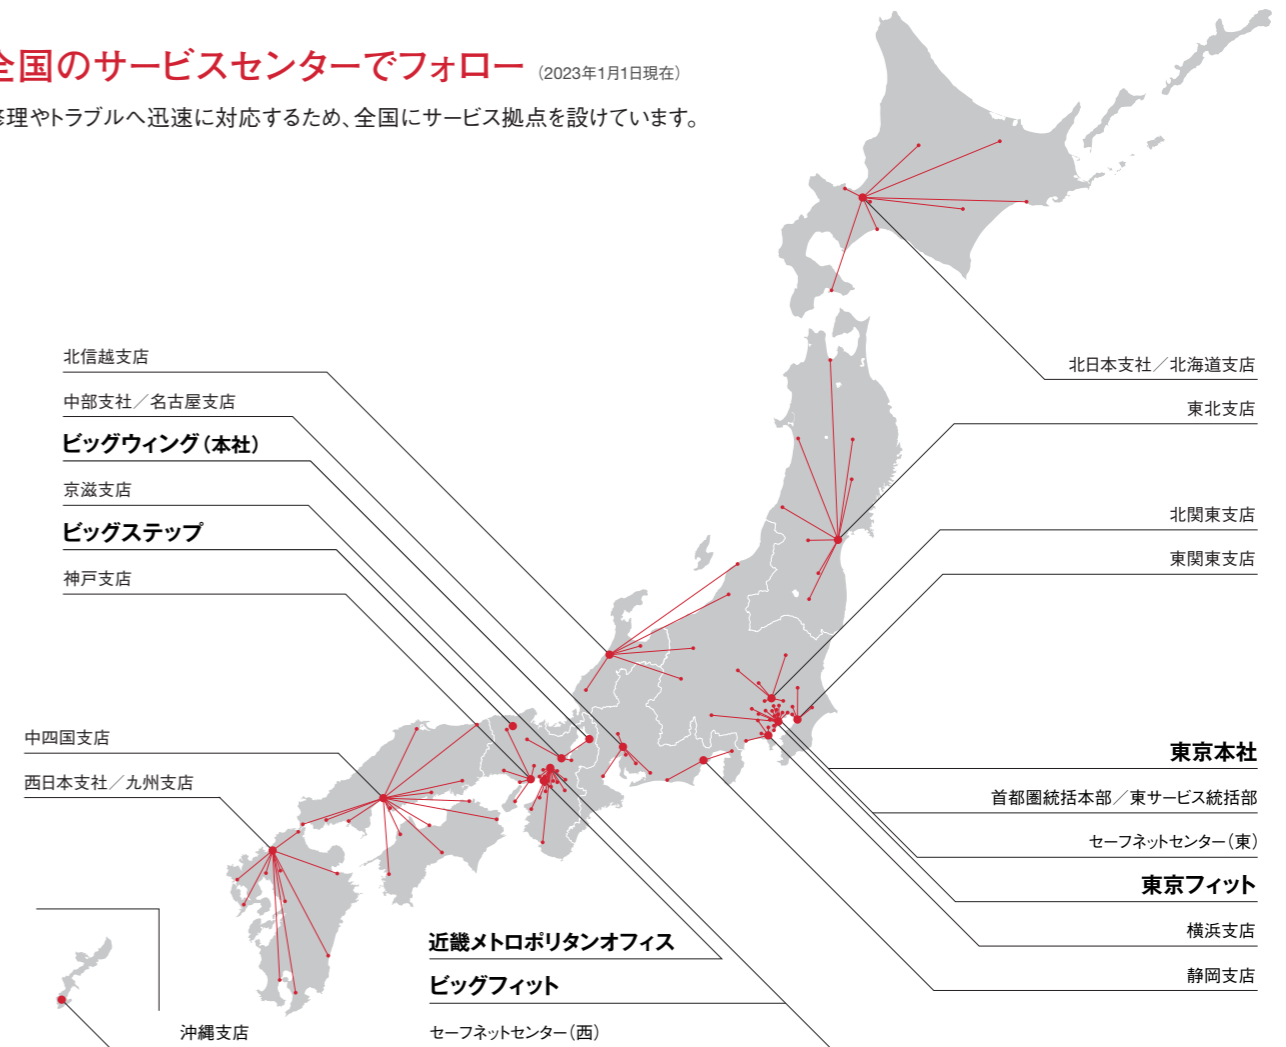 全国のサービスセンターでフォロー （2023年1月1日現在）
修理やトラブルへ迅速に対応するため、全国にサービス拠点を設けています。
北信越支店
中部支社／名古屋支店
ビッグウィング（本社）
京滋支店
ビッグステップ
神戸支店
中四国支店
西日本支社／九州支店
沖縄支店
近畿メトロポリタンオフィス
ビッグフィット
セーフネットセンター（西）
北日本支社／北海道支店
東北支店
北関東支店
東関東支店
東京本社
首都圏統括本部／東サービス統括部
セーフネットセンター（東）
東京フィット
横浜支店
静岡支店